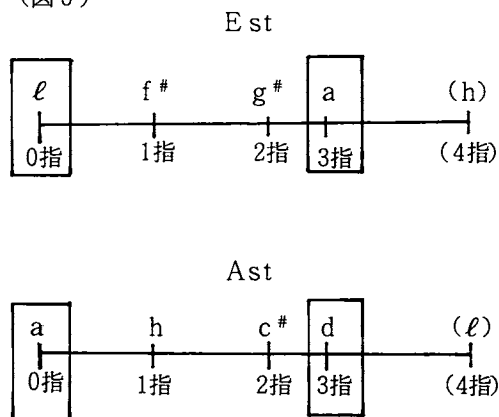 (図6)
E st
ℓ f# g# a (h)
0指 1指 2指 3指 (4指)
A st
a h c# d (ℓ)
0指 1指 2指 3指 (4指)